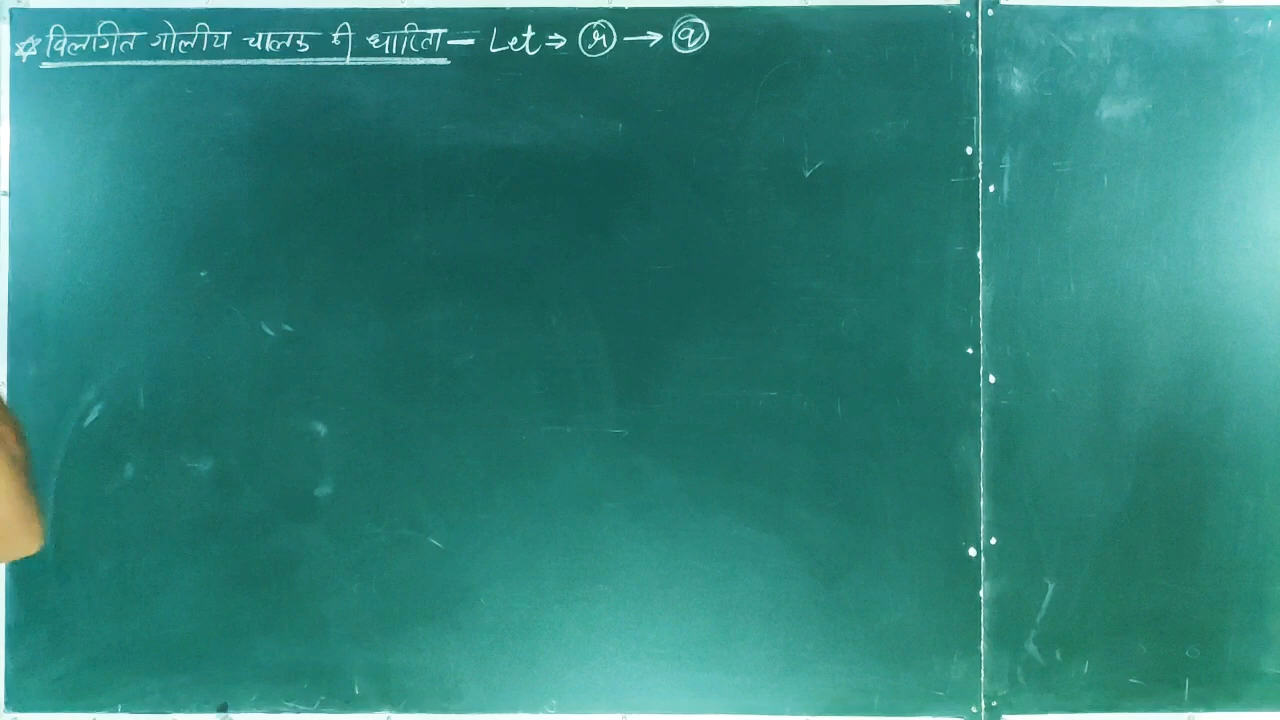 ☆ विलगित गोलीय चालक की धारिता — Let ⇒ r → q